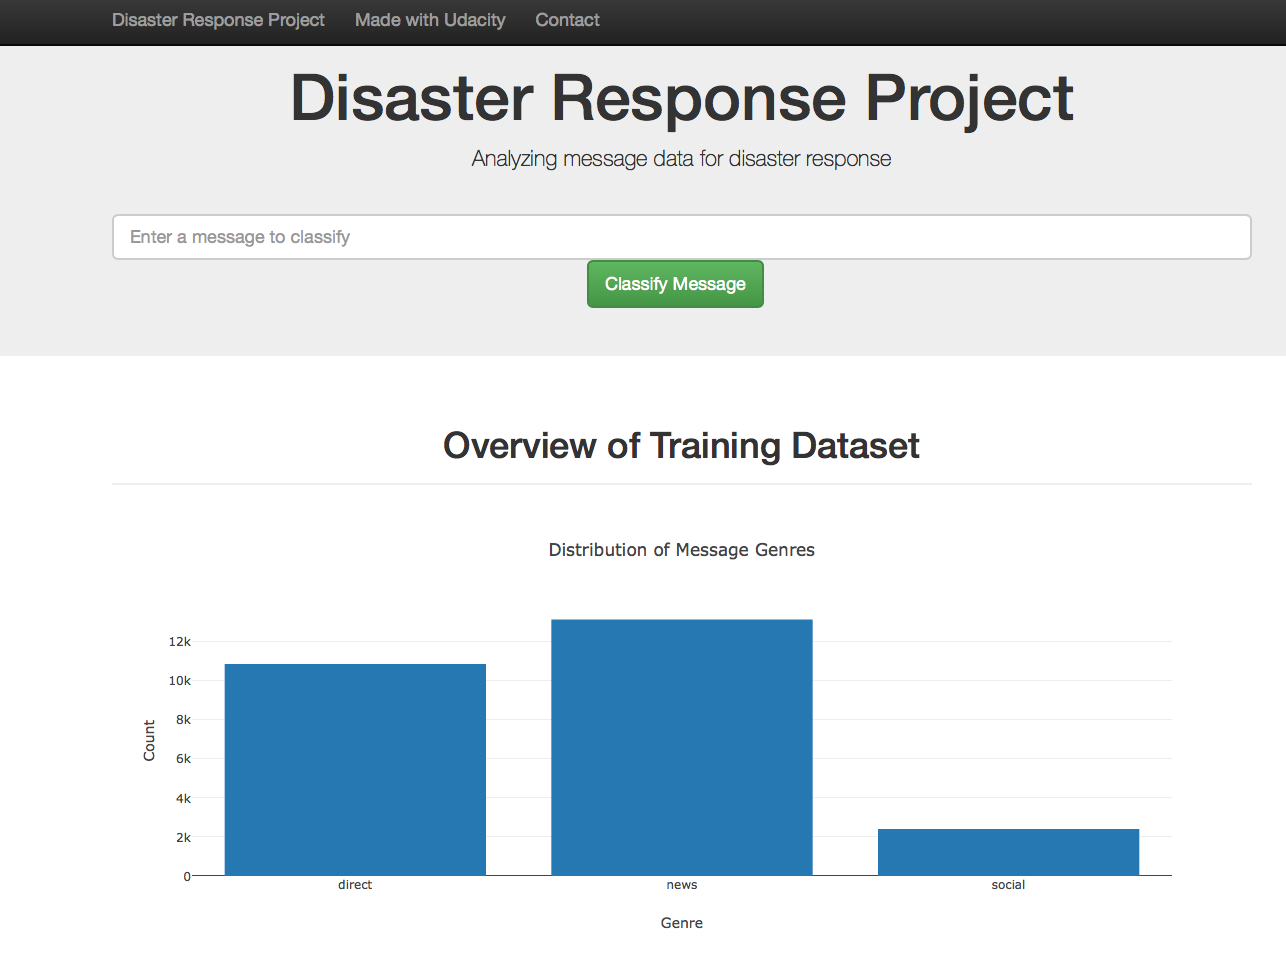 Disaster Response Project Made with Udacity Contact
Disaster Response Project
Analyzing message data for disaster response
Enter a message to classify
Classify Message
Overview of Training Dataset
Distribution of Message Genres
12k
10k
8k
6k
4k
2k
0
Count
direct news social
Genre